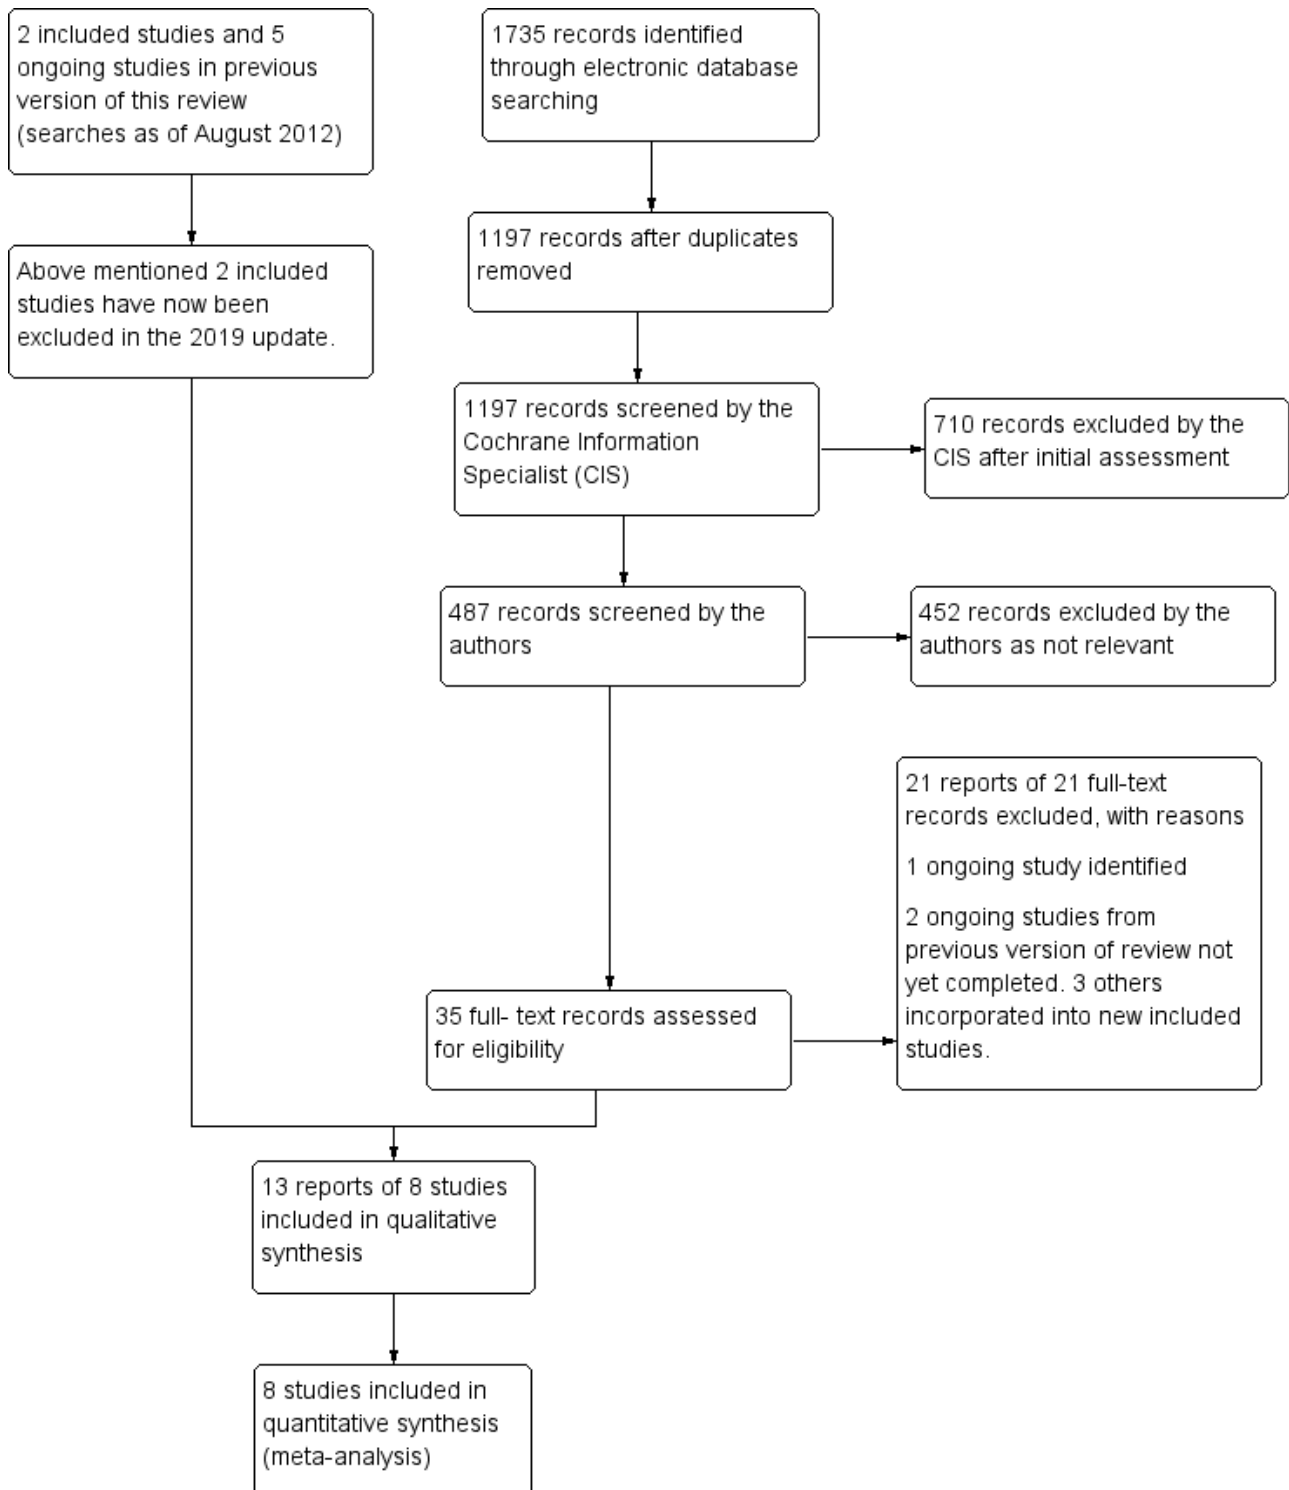 2 included studies and 5
ongoing studies in previous
version of this review
(searches as of August 2012)
1735 records identified
through electronic database
searching
Above mentioned 2 included
studies have now been
excluded in the 2019 update.
1197 records after duplicates
removed
1197 records screened by the
Cochrane Information
Specialist (CIS)
710 records excluded by the
CIS after initial assessment
487 records screened by the
authors
452 records excluded by the
authors as not relevant
35 full- text records assessed
for eligibility
21 reports of 21 full-text
records excluded, with reasons
1 ongoing study identified
2 ongoing studies from
previous version of review not
yet completed. 3 others
incorporated into new included
studies.
13 reports of 8 studies
included in qualitative
synthesis
8 studies included in
quantitative synthesis
(meta-analysis)